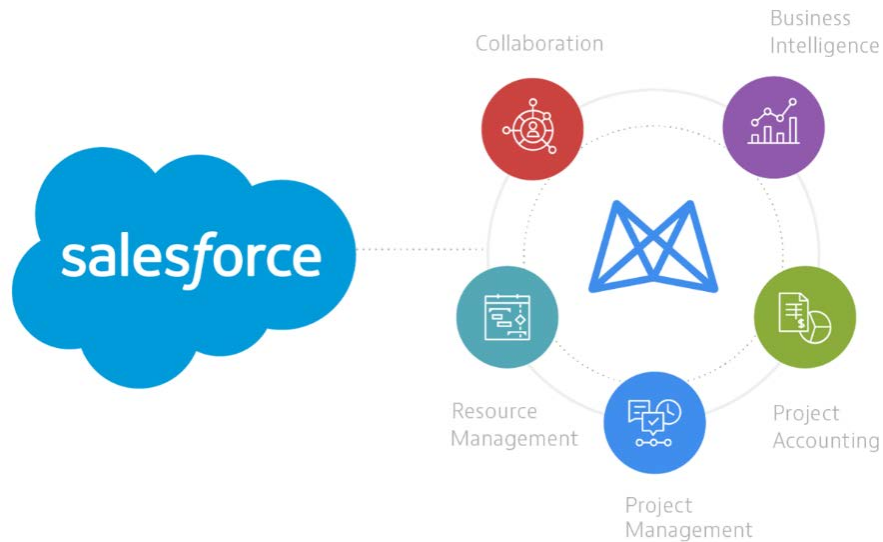 Collaboration
Business
Intelligence
salesforce
$
Resource
Management
Project
Accounting
Project
Management